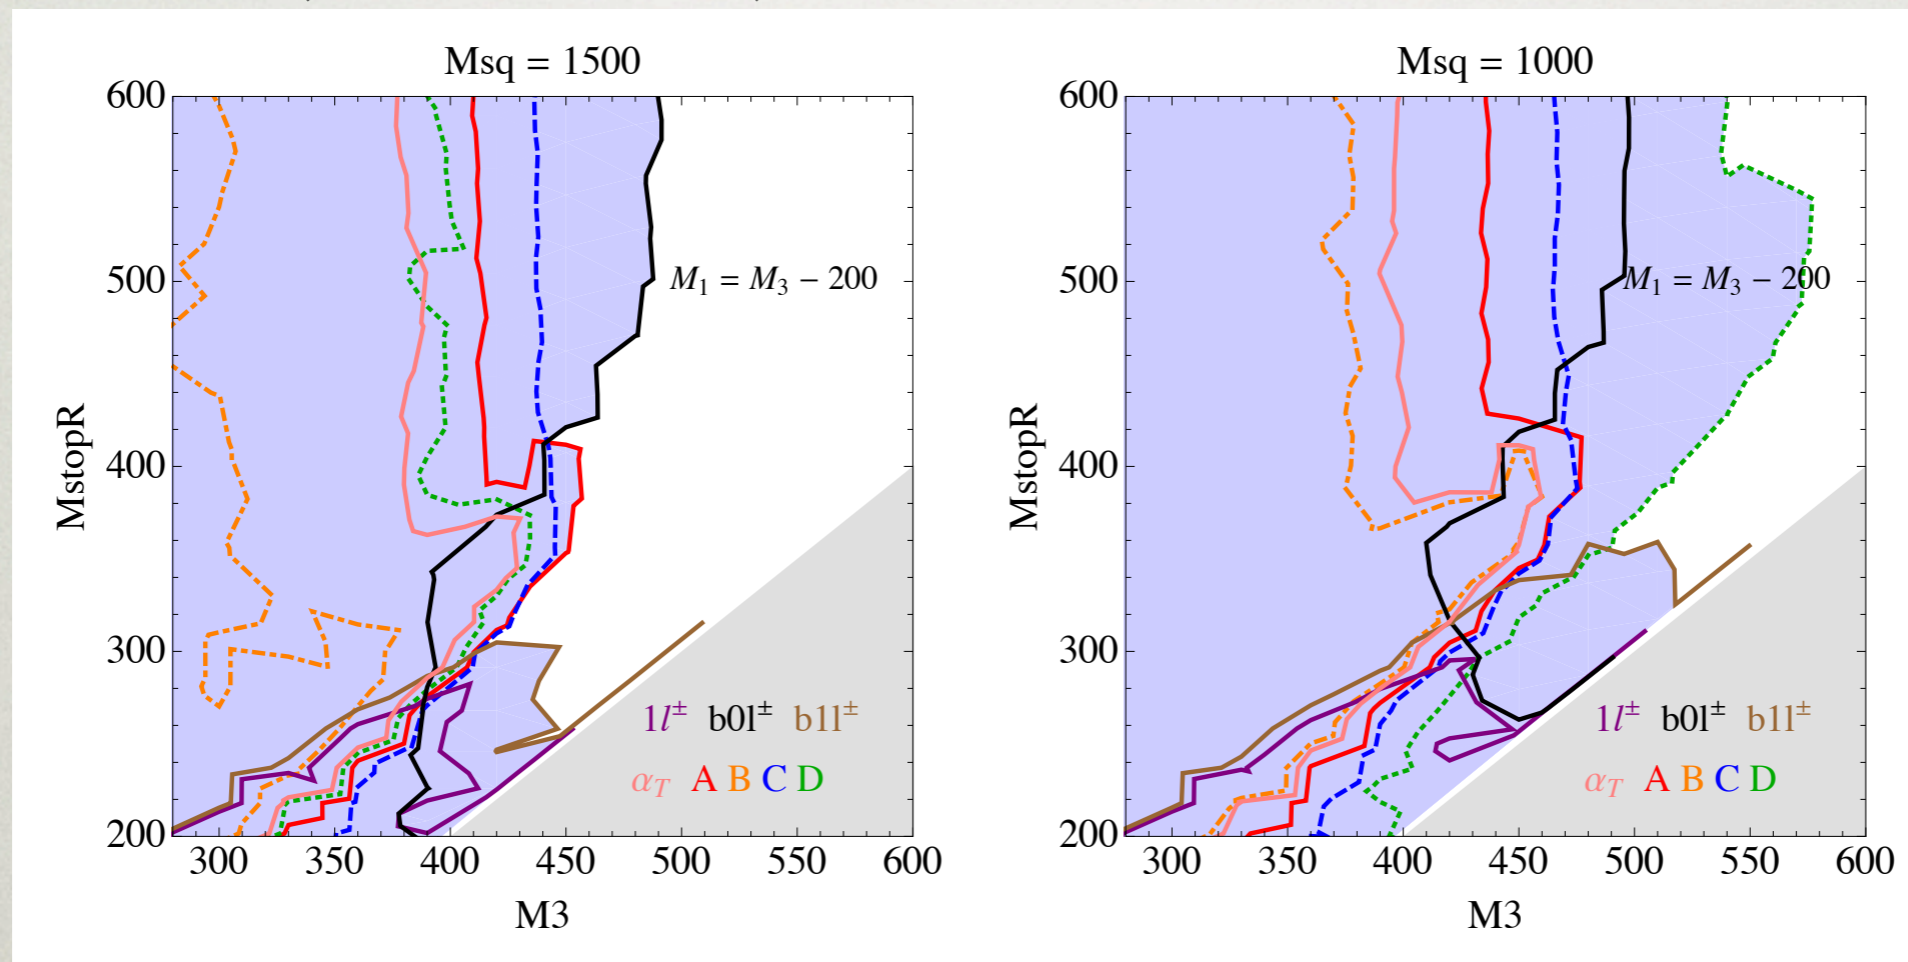 Msq = 1500
600
500
400
300
200
MstopR
M₁ = M₃ − 200
1l± b0l± b1l±
α_T A B C D
300 350 400 450 500 550 600
M3
Msq = 1000
600
500
400
300
200
MstopR
M₁ = M₃ − 200
1l± b0l± b1l±
α_T A B C D
300 350 400 450 500 550 600
M3